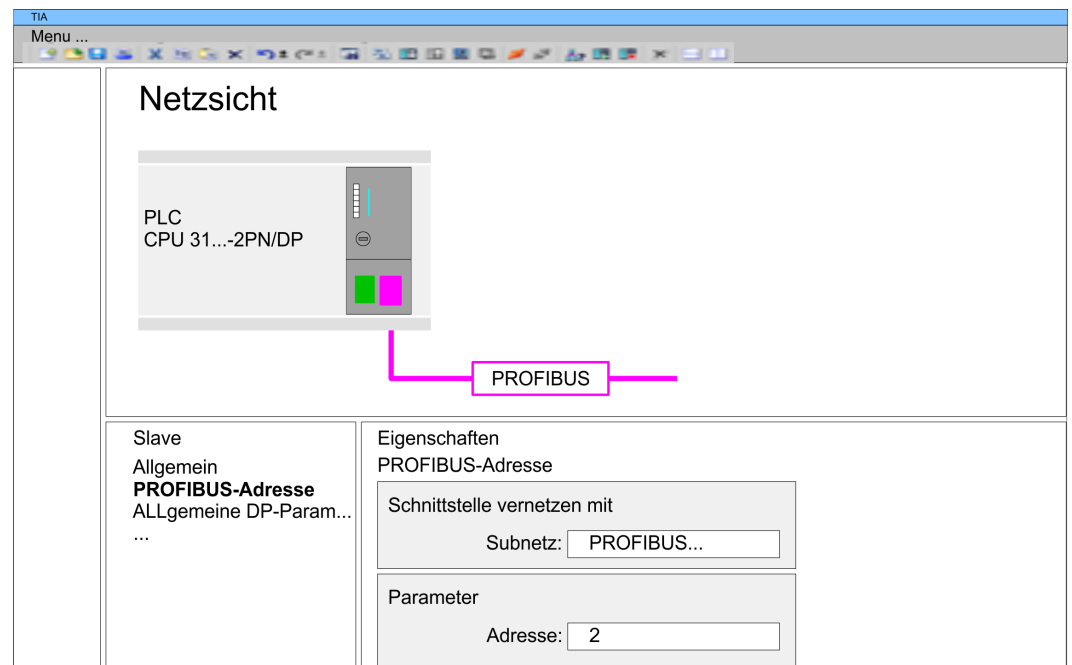 TIA
Menu ...
Netzsicht
PLC
CPU 31...-2PN/DP
PROFIBUS
Slave
Allgemein
PROFIBUS-Adresse
ALLgemeine DP-Param...
...
Eigenschaften
PROFIBUS-Adresse
Schnittstelle vernetzen mit
Subnetz: PROFIBUS...
Parameter
Adresse: 2